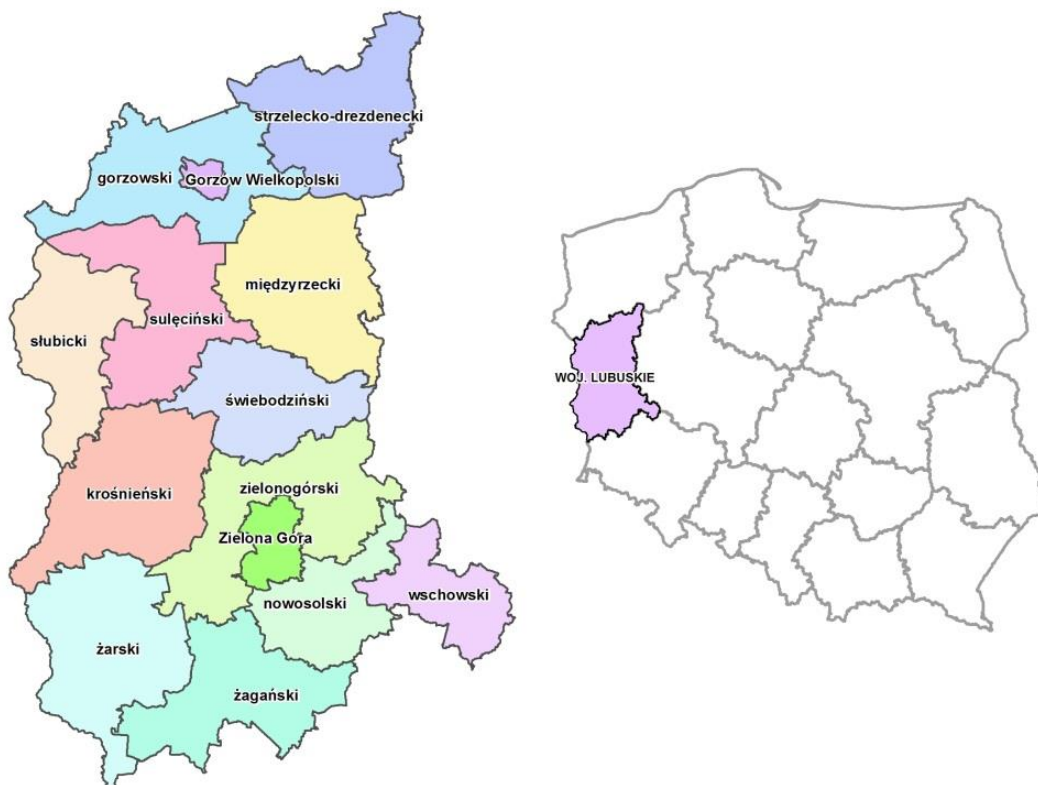 strzelecko-drezdenecki
gorzowski
Gorzów Wielkopolski
międzyrzecki
sulęciński
słubicki
świebodziński
krośnieński
zielonogórski
Zielona Góra
nowosolski
wschowski
żarski
żagański
WOJ. LUBUSKIE